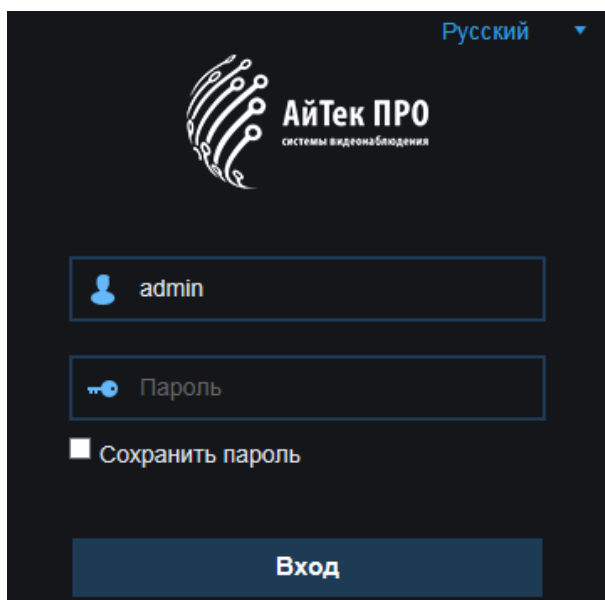 Русский
АйТек ПРО
системы видеонаблюдения
admin
Пароль
Сохранить пароль
Вход